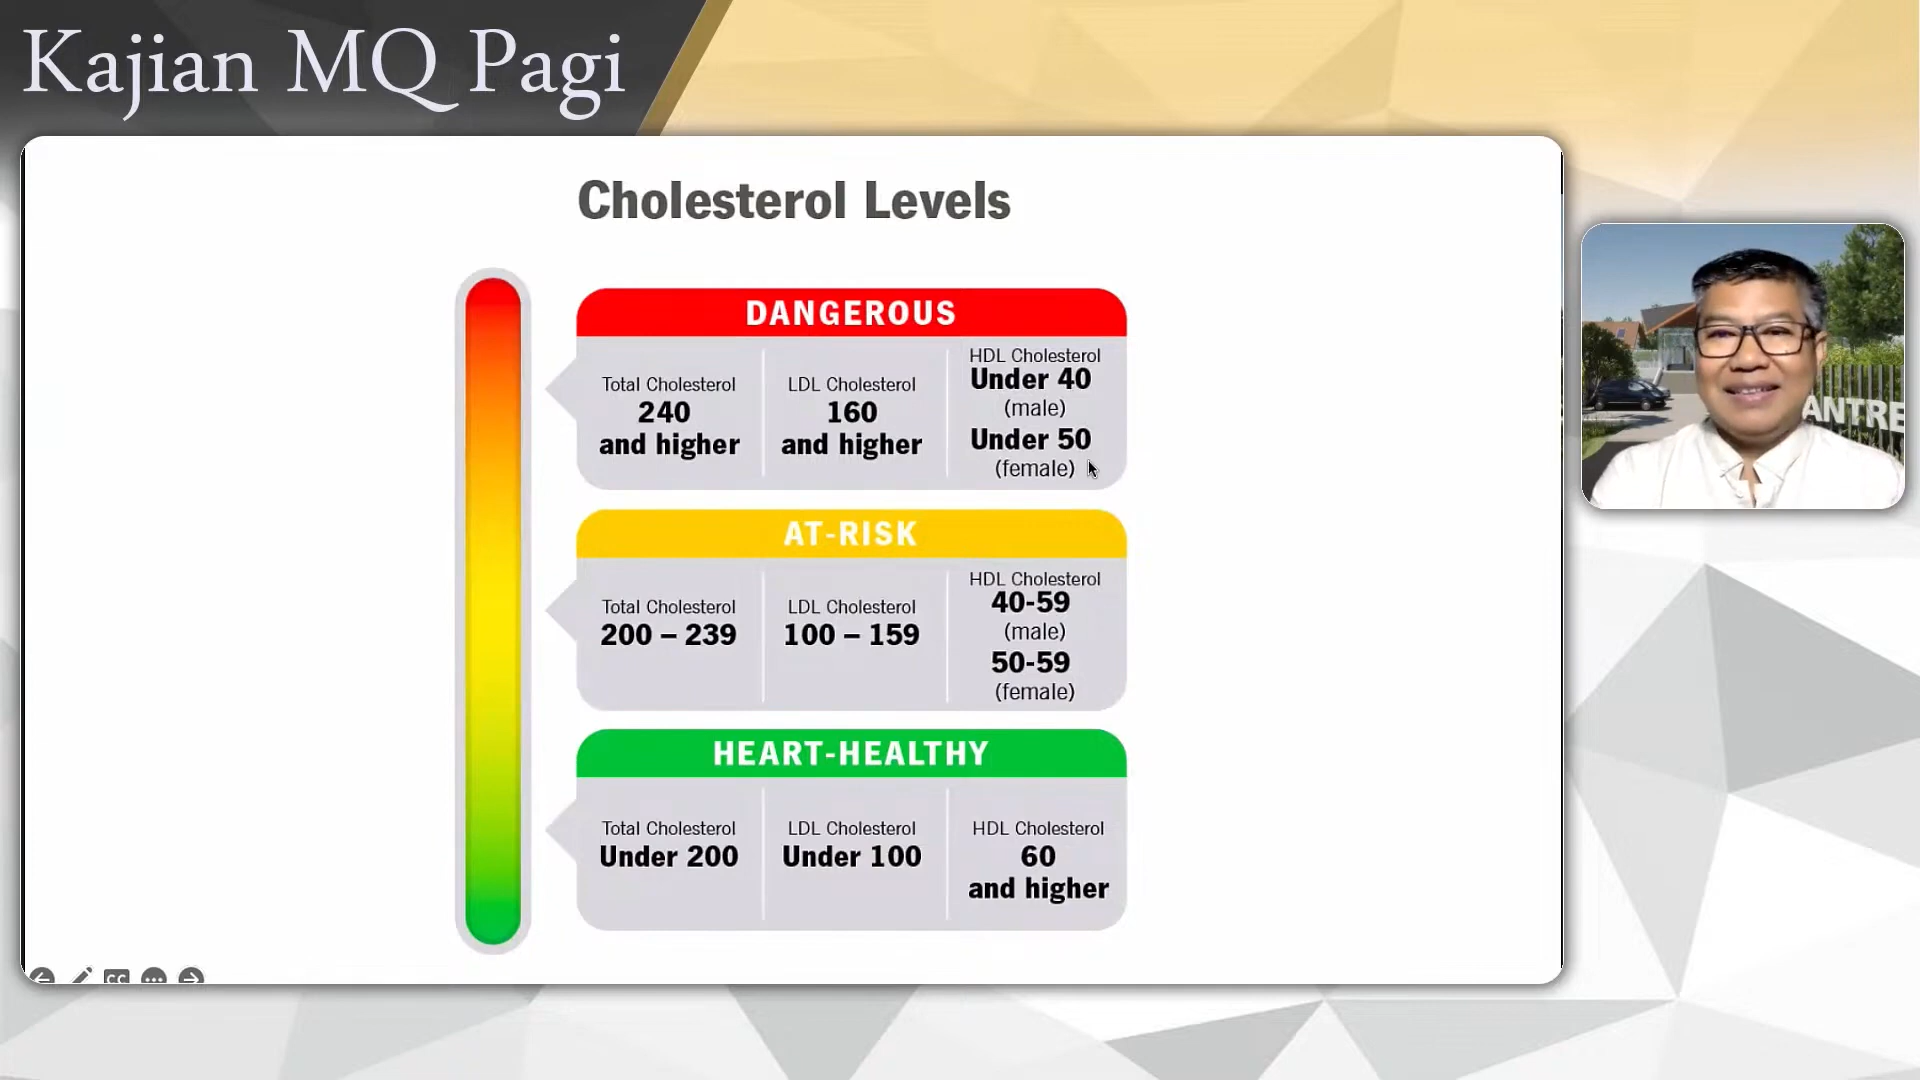 Kajian MQ Pagi
Cholesterol Levels
DANGEROUS
Total Cholesterol
240
and higher
LDL Cholesterol
160
and higher
HDL Cholesterol
Under 40
(male)
Under 50
(female)
AT-RISK
Total Cholesterol
200 – 239
LDL Cholesterol
100 – 159
HDL Cholesterol
40-59
(male)
50-59
(female)
HEART-HEALTHY
Total Cholesterol
Under 200
LDL Cholesterol
Under 100
HDL Cholesterol
60
and higher
ANTRE
CC